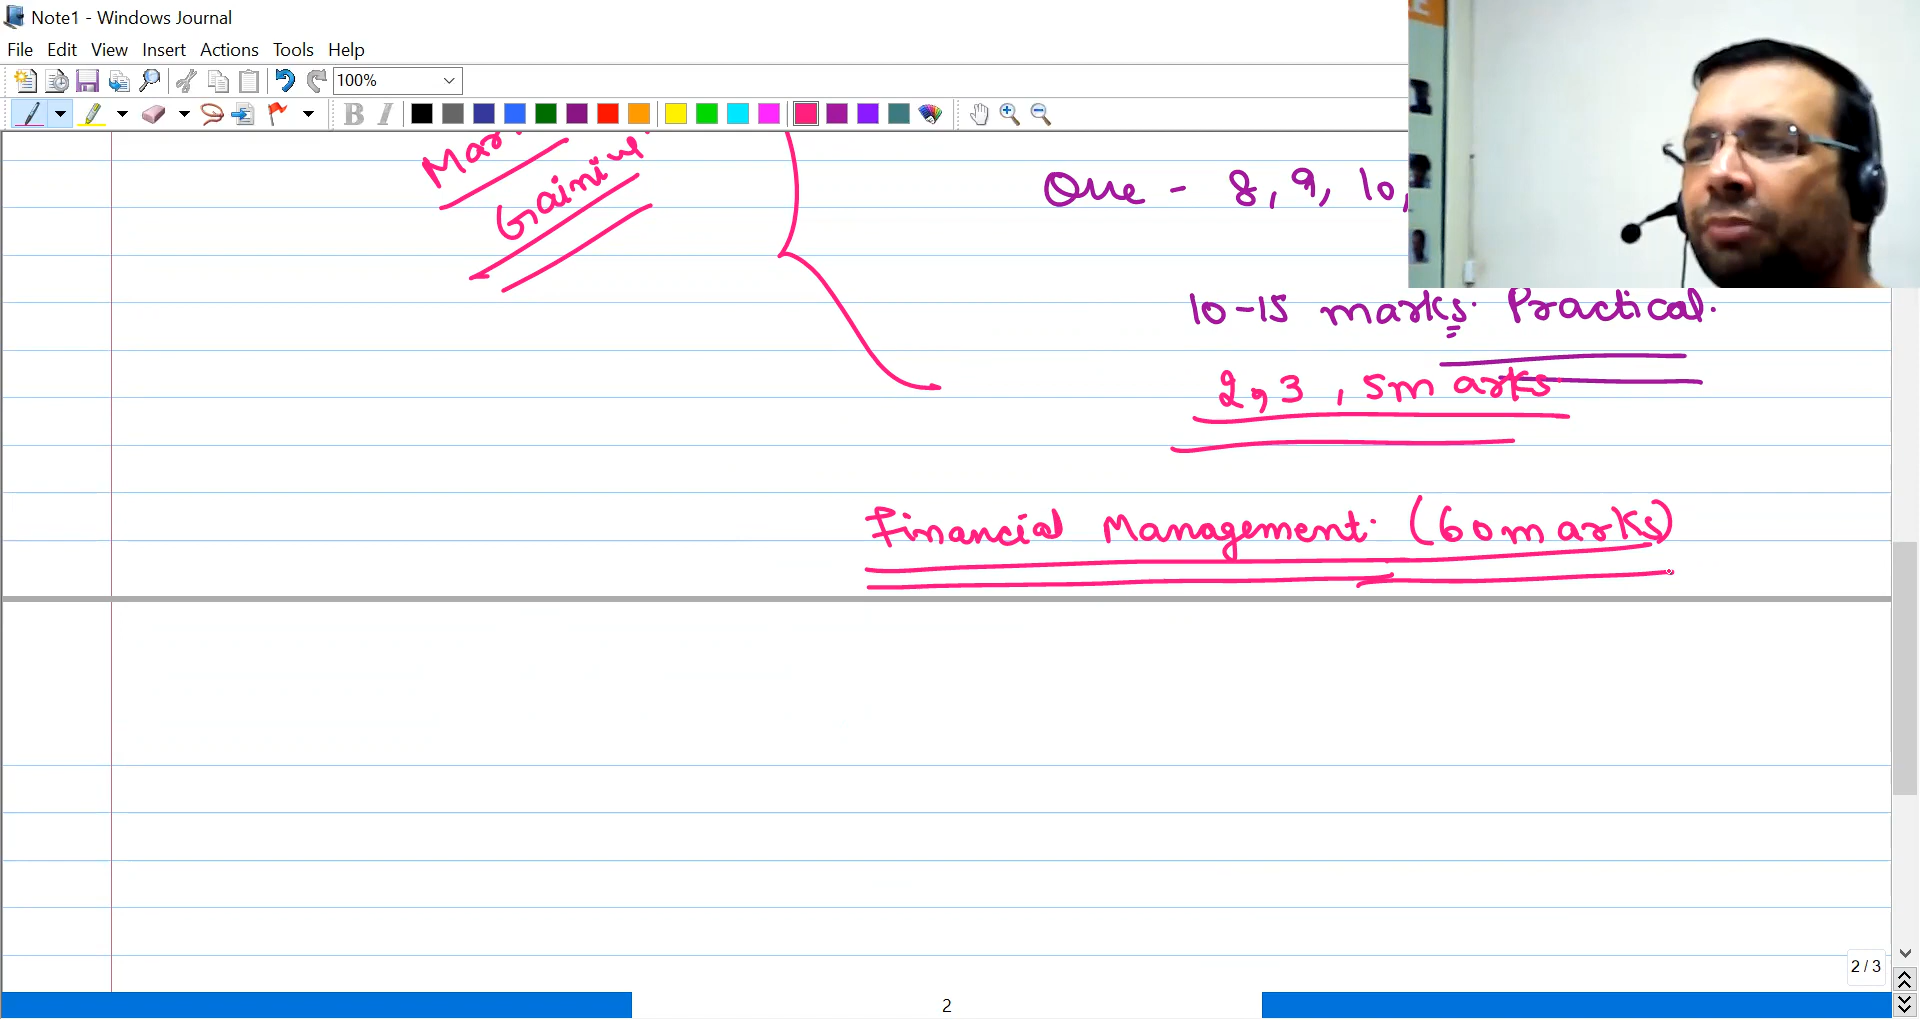 Note1 - Windows Journal
File Edit View Insert Actions Tools Help
100%
B I
Gaining
Que - 8, 9, 10,
10-15 marks. Practical.
2, 3, 5 marks
Financial Management. (60 marks)
2 / 3
2